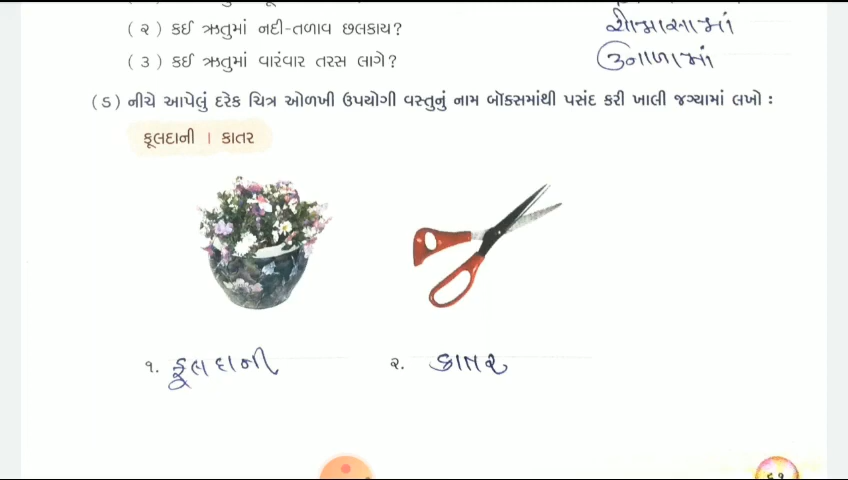 ( ૨ ) કઈ ઋતુમાં નદી-તળાવ છલકાય? ચોમાસામાં
( ૩ ) કઈ ઋતુમાં વારંવાર તરસ લાગે? ઉનાળામાં
( ડ ) નીચે આપેલું દરેક ચિત્ર ઓળખી ઉપયોગી વસ્તુનું નામ બૉક્સમાંથી પસંદ કરી ખાલી જગ્યામાં લખો :
ફૂલદાની । કાતર
૧. ફૂલદાની ૨. કાતર